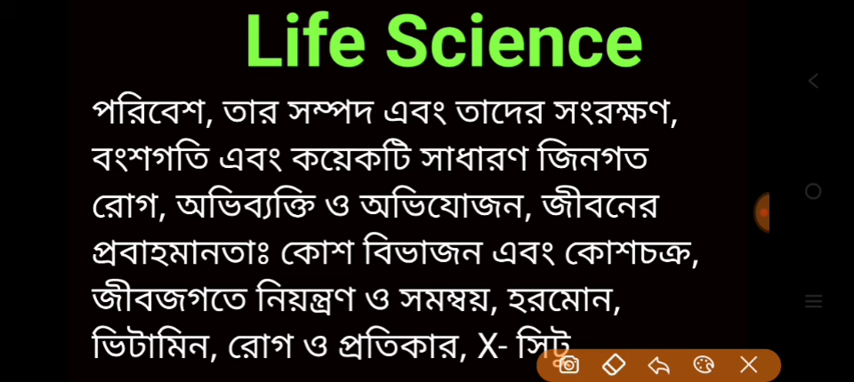 Life Science
পরিবেশ, তার সম্পদ এবং তাদের সংরক্ষণ,
বংশগতি এবং কয়েকটি সাধারণ জিনগত
রোগ, অভিব্যক্তি ও অভিযোজন, জীবনের
প্রবাহমানতাঃ কোশ বিভাজন এবং কোশচক্র,
জীবজগতে নিয়ন্ত্রণ ও সমন্বয়, হরমোন,
ভিটামিন, রোগ ও প্রতিকার, X- সিটু